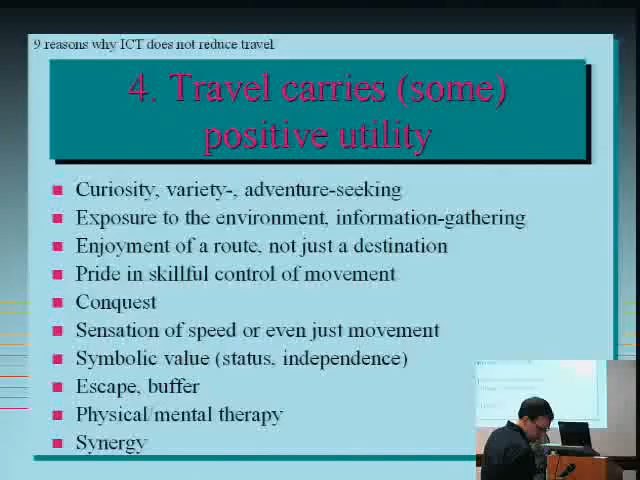 9 reasons why ICT does not reduce travel
4. Travel carries (some)
positive utility
Curiosity, variety-, adventure-seeking
Exposure to the environment, information-gathering
Enjoyment of a route, not just a destination
Pride in skillful control of movement
Conquest
Sensation of speed or even just movement
Symbolic value (status, independence)
Escape, buffer
Physical/mental therapy
Synergy